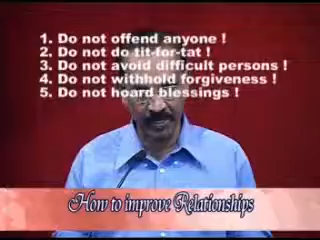 1. Do not offend anyone !
2. Do not do tit-for-tat !
3. Do not avoid difficult persons !
4. Do not withhold forgiveness !
5. Do not hoard blessings !
How to improve Relationships